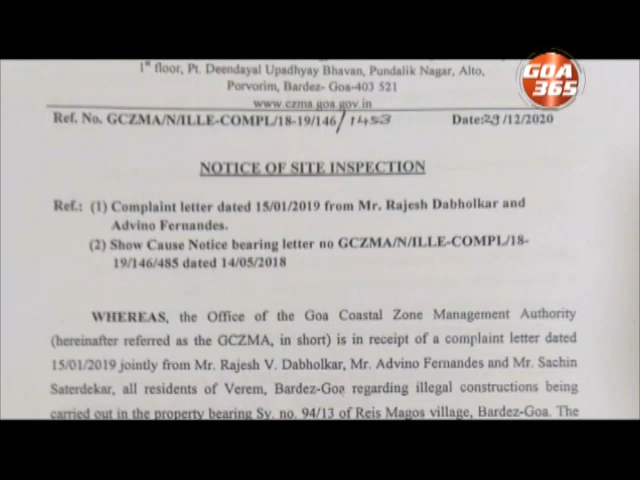 GOA
365
1st floor, Pt. Deendayal Upadhyay Bhavan, Pundalik Nagar, Alto,
Porvorim, Bardez- Goa-403 521
www.czma.goa.gov.in
Ref. No. GCZMA/N/ILLE-COMPL/18-19/146/1453 Date:29/12/2020
NOTICE OF SITE INSPECTION
Ref.: (1) Complaint letter dated 15/01/2019 from Mr. Rajesh Dabholkar and
Advino Fernandes.
(2) Show Cause Notice bearing letter no GCZMA/N/ILLE-COMPL/18-
19/146/485 dated 14/05/2018
WHEREAS, the Office of the Goa Coastal Zone Management Authority
(hereinafter referred as the GCZMA, in short) is in receipt of a complaint letter dated
15/01/2019 jointly from Mr. Rajesh V. Dabholkar, Mr. Advino Fernandes and Mr. Sachin
Saterdekar, all residents of Verem, Bardez-Goa regarding illegal constructions being
carried out in the property bearing Sy. no. 94/13 of Reis Magos village, Bardez-Goa. The